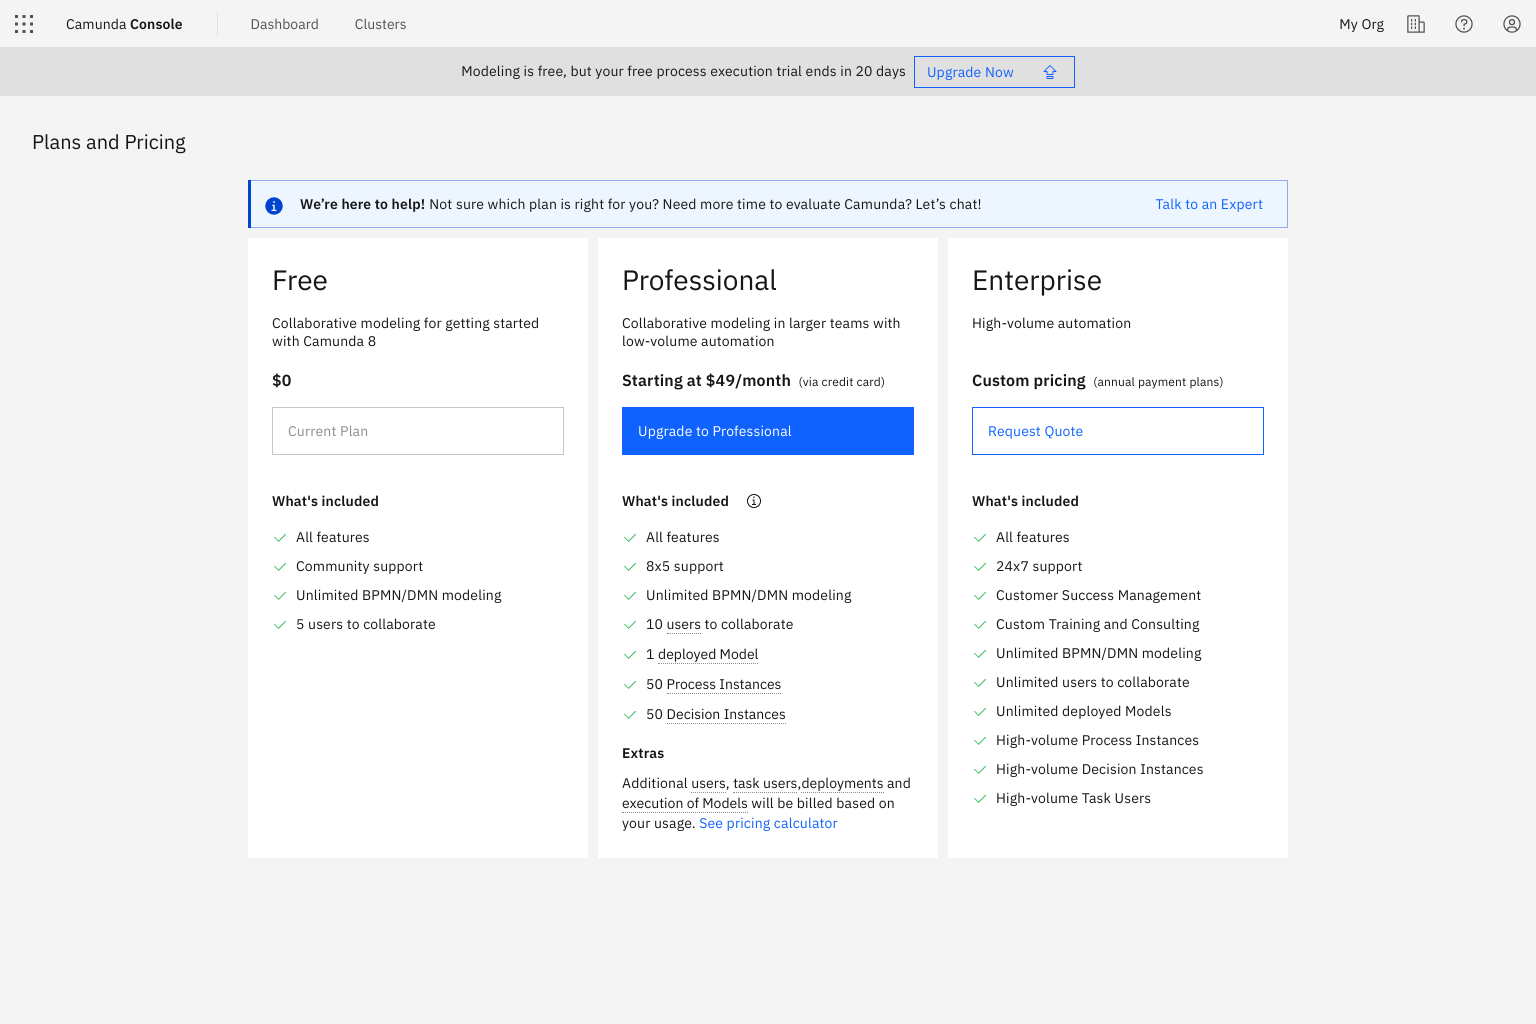 Camunda Console
Dashboard
Clusters
My Org
Modeling is free, but your free process execution trial ends in 20 days
Upgrade Now
Plans and Pricing
We’re here to help! Not sure which plan is right for you? Need more time to evaluate Camunda? Let’s chat!
Talk to an Expert
Free
Collaborative modeling for getting started
with Camunda 8
$0
Current Plan
What's included
All features
Community support
Unlimited BPMN/DMN modeling
5 users to collaborate
Professional
Collaborative modeling in larger teams with
low-volume automation
Starting at $49/month (via credit card)
Upgrade to Professional
What's included
All features
8x5 support
Unlimited BPMN/DMN modeling
10 users to collaborate
1 deployed Model
50 Process Instances
50 Decision Instances
Extras
Additional users, task users,deployments and
execution of Models will be billed based on
your usage. See pricing calculator
Enterprise
High-volume automation
Custom pricing (annual payment plans)
Request Quote
What's included
All features
24x7 support
Customer Success Management
Custom Training and Consulting
Unlimited BPMN/DMN modeling
Unlimited users to collaborate
Unlimited deployed Models
High-volume Process Instances
High-volume Decision Instances
High-volume Task Users